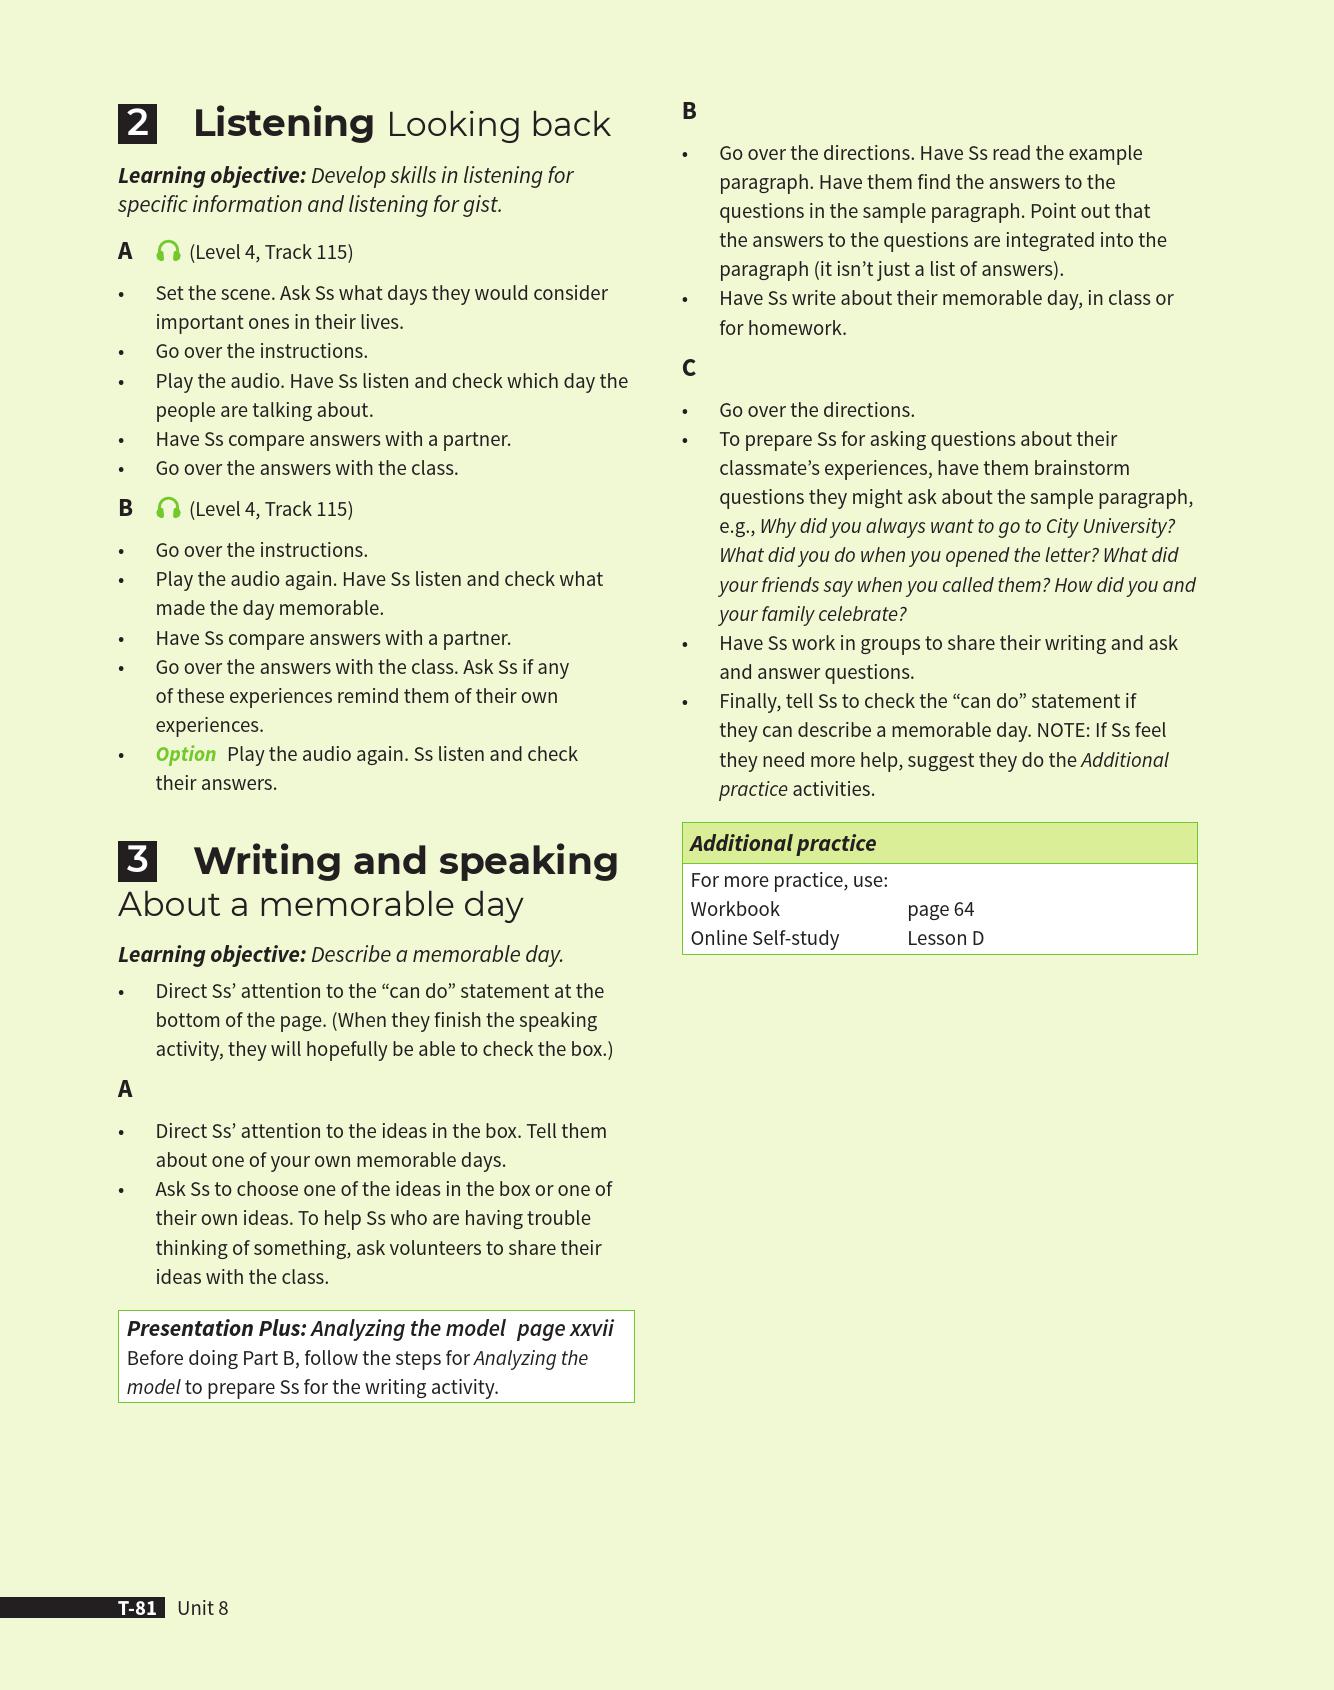 2 Listening Looking back
Learning objective: Develop skills in listening for
specific information and listening for gist.
A (Level 4, Track 115)
• Set the scene. Ask Ss what days they would consider
important ones in their lives.
• Go over the instructions.
• Play the audio. Have Ss listen and check which day the
people are talking about.
• Have Ss compare answers with a partner.
• Go over the answers with the class.
B (Level 4, Track 115)
• Go over the instructions.
• Play the audio again. Have Ss listen and check what
made the day memorable.
• Have Ss compare answers with a partner.
• Go over the answers with the class. Ask Ss if any
of these experiences remind them of their own
experiences.
• Option Play the audio again. Ss listen and check
their answers.
3 Writing and speaking
About a memorable day
Learning objective: Describe a memorable day.
• Direct Ss’ attention to the “can do” statement at the
bottom of the page. (When they finish the speaking
activity, they will hopefully be able to check the box.)
A
• Direct Ss’ attention to the ideas in the box. Tell them
about one of your own memorable days.
• Ask Ss to choose one of the ideas in the box or one of
their own ideas. To help Ss who are having trouble
thinking of something, ask volunteers to share their
ideas with the class.
Presentation Plus: Analyzing the model page xxvii
Before doing Part B, follow the steps for Analyzing the
model to prepare Ss for the writing activity.
B
• Go over the directions. Have Ss read the example
paragraph. Have them find the answers to the
questions in the sample paragraph. Point out that
the answers to the questions are integrated into the
paragraph (it isn’t just a list of answers).
• Have Ss write about their memorable day, in class or
for homework.
C
• Go over the directions.
• To prepare Ss for asking questions about their
classmate’s experiences, have them brainstorm
questions they might ask about the sample paragraph,
e.g., Why did you always want to go to City University?
What did you do when you opened the letter? What did
your friends say when you called them? How did you and
your family celebrate?
• Have Ss work in groups to share their writing and ask
and answer questions.
• Finally, tell Ss to check the “can do” statement if
they can describe a memorable day. NOTE: If Ss feel
they need more help, suggest they do the Additional
practice activities.
Additional practice
For more practice, use:
Workbook page 64
Online Self-study Lesson D
T-81 Unit 8